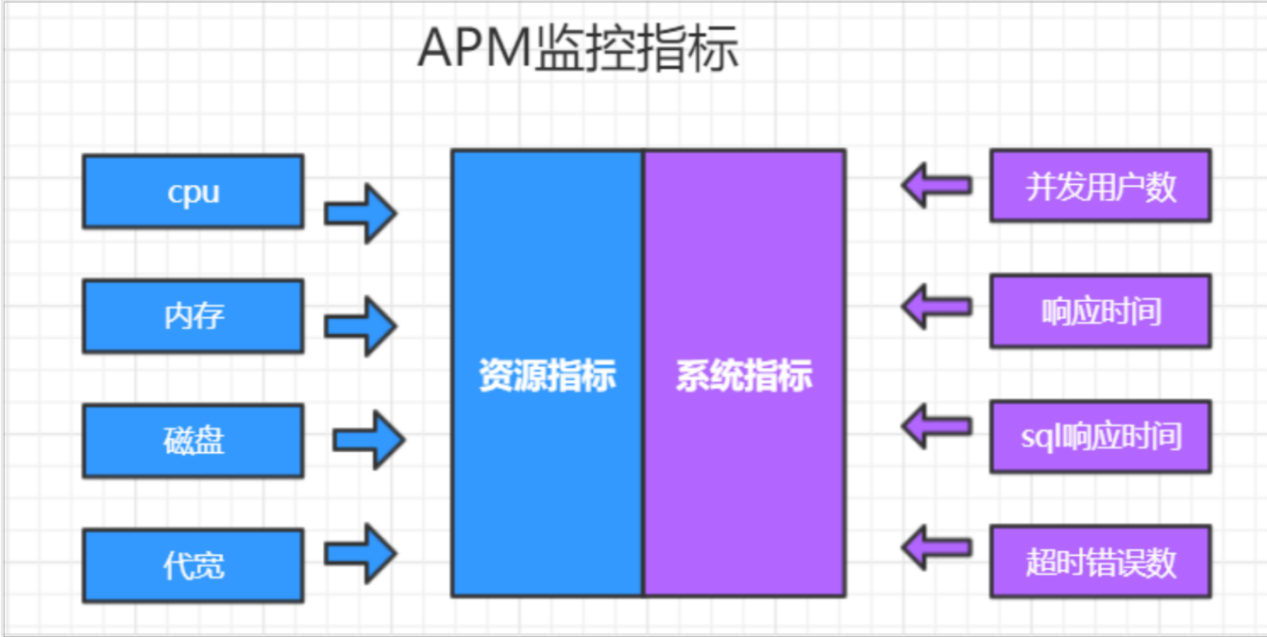 APM监控指标
cpu
内存
磁盘
代宽
资源指标
系统指标
并发用户数
响应时间
sql响应时间
超时错误数